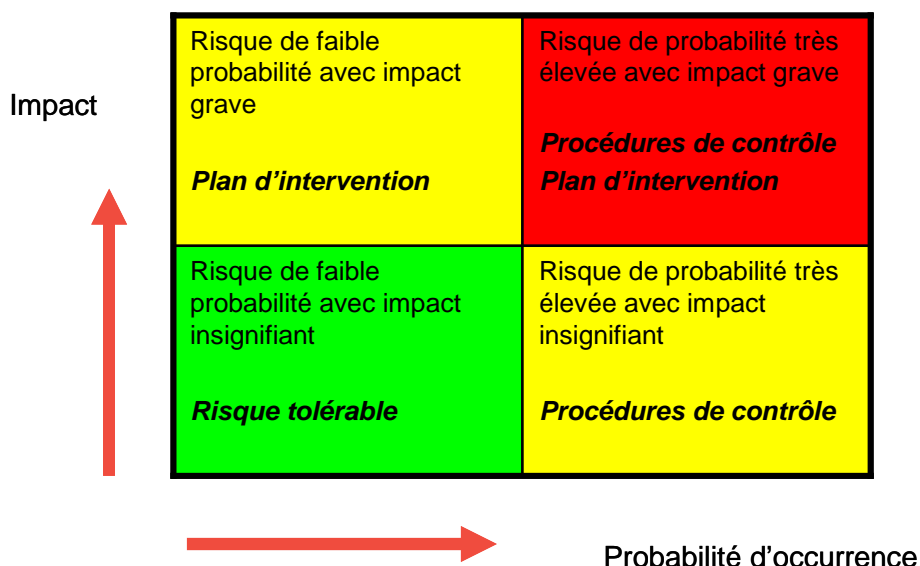 Impact
Risque de faible
probabilité avec impact
grave
Plan d’intervention
Risque de probabilité très
élevée avec impact grave
Procédures de contrôle
Plan d’intervention
Risque de faible
probabilité avec impact
insignifiant
Risque tolérable
Risque de probabilité très
élevée avec impact
insignifiant
Procédures de contrôle
Probabilité d’occurrence